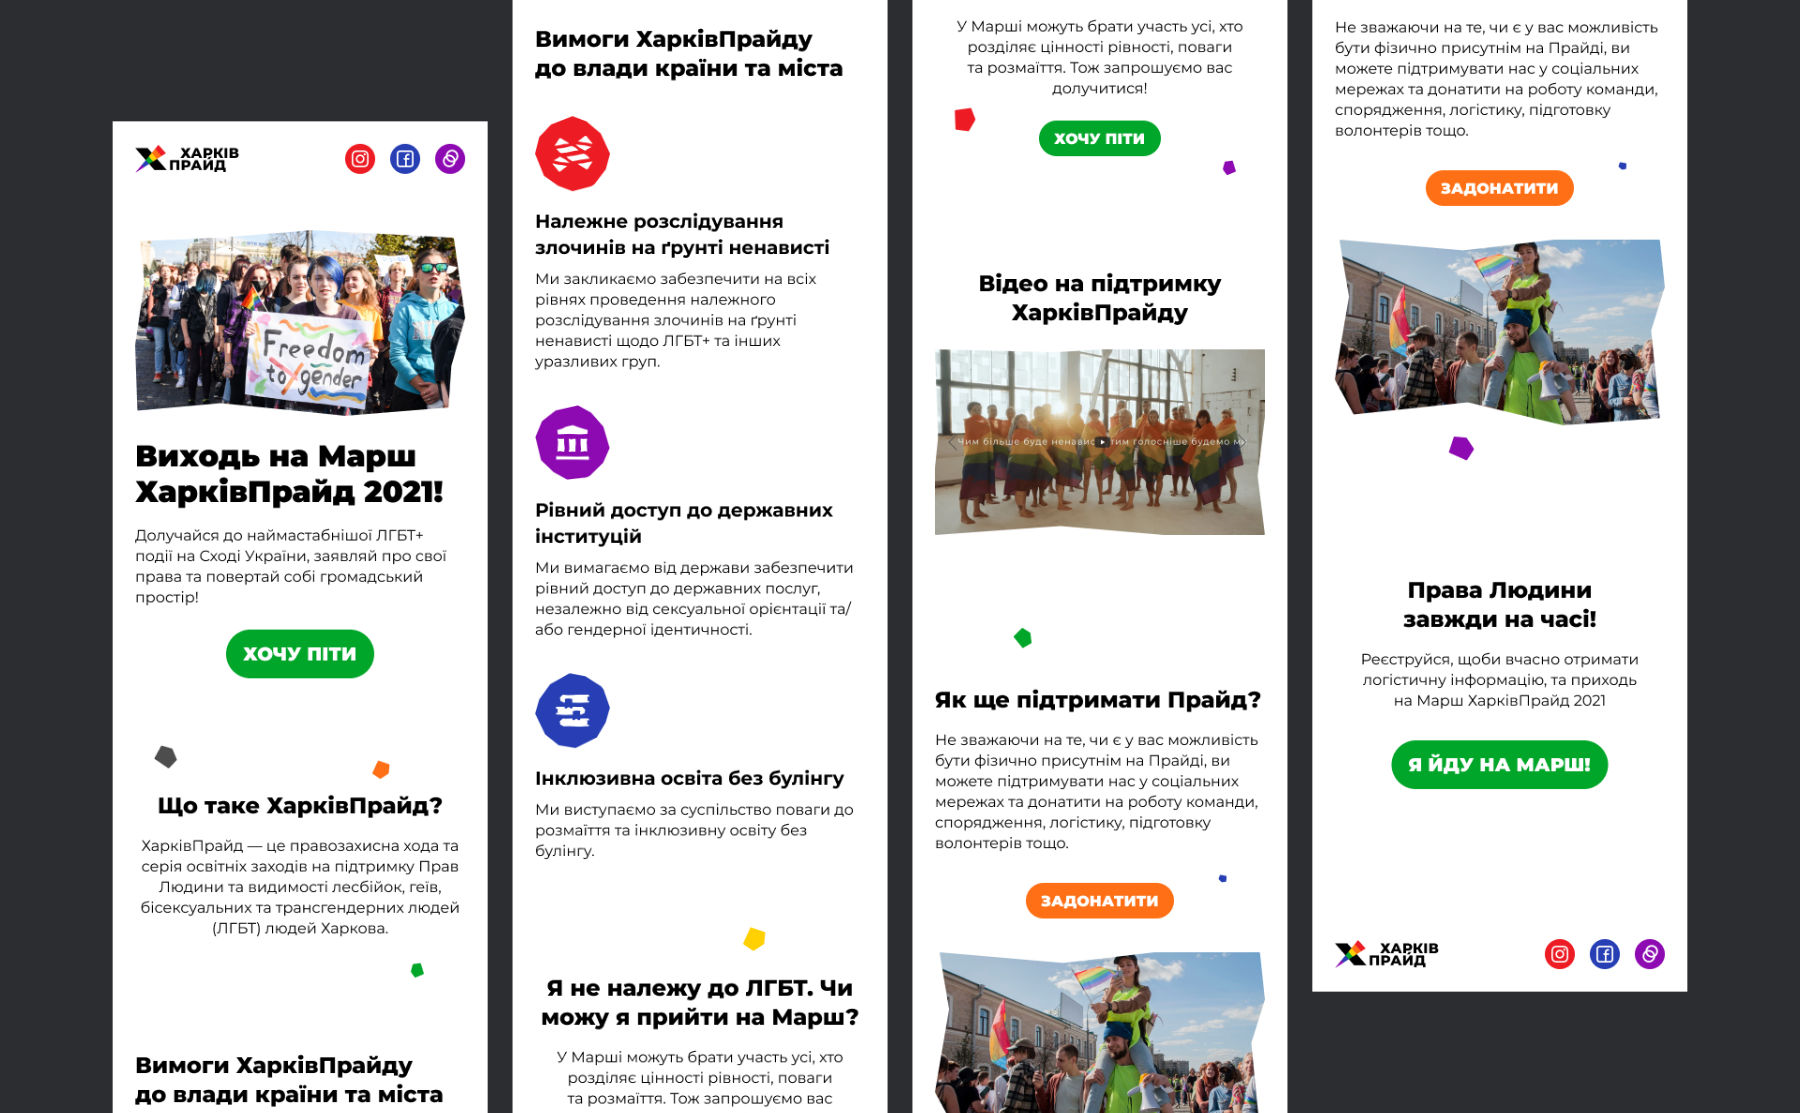 ХАРКІВ
ПРАЙД
Freedom
to gender
Виходь на Марш
ХарківПрайд 2021!
Долучайся до наймастабнішої ЛГБТ+
події на Сході України, заявляй про свої
права та повертай собі громадський
простір!
ХОЧУ ПІТИ
Що таке ХарківПрайд?
ХарківПрайд — це правозахисна хода та
серія освітніх заходів на підтримку Прав
Людини та видимості лесбійок, геїв,
бісексуальних та трансгендерних людей
(ЛГБТ) людей Харкова.
Вимоги ХарківПрайду
до влади країни та міста
Вимоги ХарківПрайду
до влади країни та міста
Належне розслідування
злочинів на ґрунті ненависті
Ми закликаємо забезпечити на всіх
рівнях проведення належного
розслідування злочинів на ґрунті
ненависті щодо ЛГБТ+ та інших
уразливих груп.
Рівний доступ до державних
інституцій
Ми вимагаємо від держави забезпечити
рівний доступ до державних послуг,
незалежно від сексуальної орієнтації та/
або гендерної ідентичності.
Інклюзивна освіта без булінгу
Ми виступаємо за суспільство поваги до
розмаїття та інклюзивну освіту без
булінгу.
Я не належу до ЛГБТ. Чи
можу я прийти на Марш?
У Марші можуть брати участь усі, хто
розділяє цінності рівності, поваги
та розмаїття. Тож запрошуємо вас
У Марші можуть брати участь усі, хто
розділяє цінності рівності, поваги
та розмаїття. Тож запрошуємо вас
долучитися!
ХОЧУ ПІТИ
Відео на підтримку
ХарківПрайду
Чим більше буде ненавис тим голосніше будемо м
Як ще підтримати Прайд?
Не зважаючи на те, чи є у вас можливість
бути фізично присутнім на Прайді, ви
можете підтримувати нас у соціальних
мережах та донатити на роботу команди,
спорядження, логістику, підготовку
волонтерів тощо.
ЗАДОНАТИТИ
Не зважаючи на те, чи є у вас можливість
бути фізично присутнім на Прайді, ви
можете підтримувати нас у соціальних
мережах та донатити на роботу команди,
спорядження, логістику, підготовку
волонтерів тощо.
ЗАДОНАТИТИ
Права Людини
завжди на часі!
Реєструйся, щоби вчасно отримати
логістичну інформацію, та приходь
на Марш ХарківПрайд 2021
Я ЙДУ НА МАРШ!
ХАРКІВ
ПРАЙД